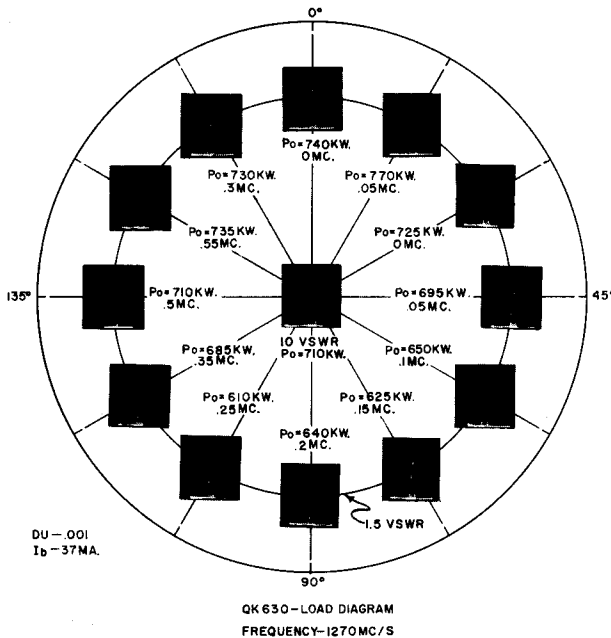 0°
Po=740KW.
0MC.
Po=730KW.
.3MC.
Po=770KW.
.05MC.
Po=735KW.
.55MC.
Po=725KW.
0MC.
135°
Po=710KW.
.5MC.
Po=695KW.
.05MC.
45°
1.0 VSWR
Po=710KW.
Po=685KW.
.35MC.
Po=650KW.
.1MC.
Po=610KW.
.25MC.
Po=625KW.
.15MC.
Po=640KW.
.2MC.
1.5 VSWR
DU-.001
Ib-37MA.
90°
QK630-LOAD DIAGRAM
FREQUENCY-1270MC/S